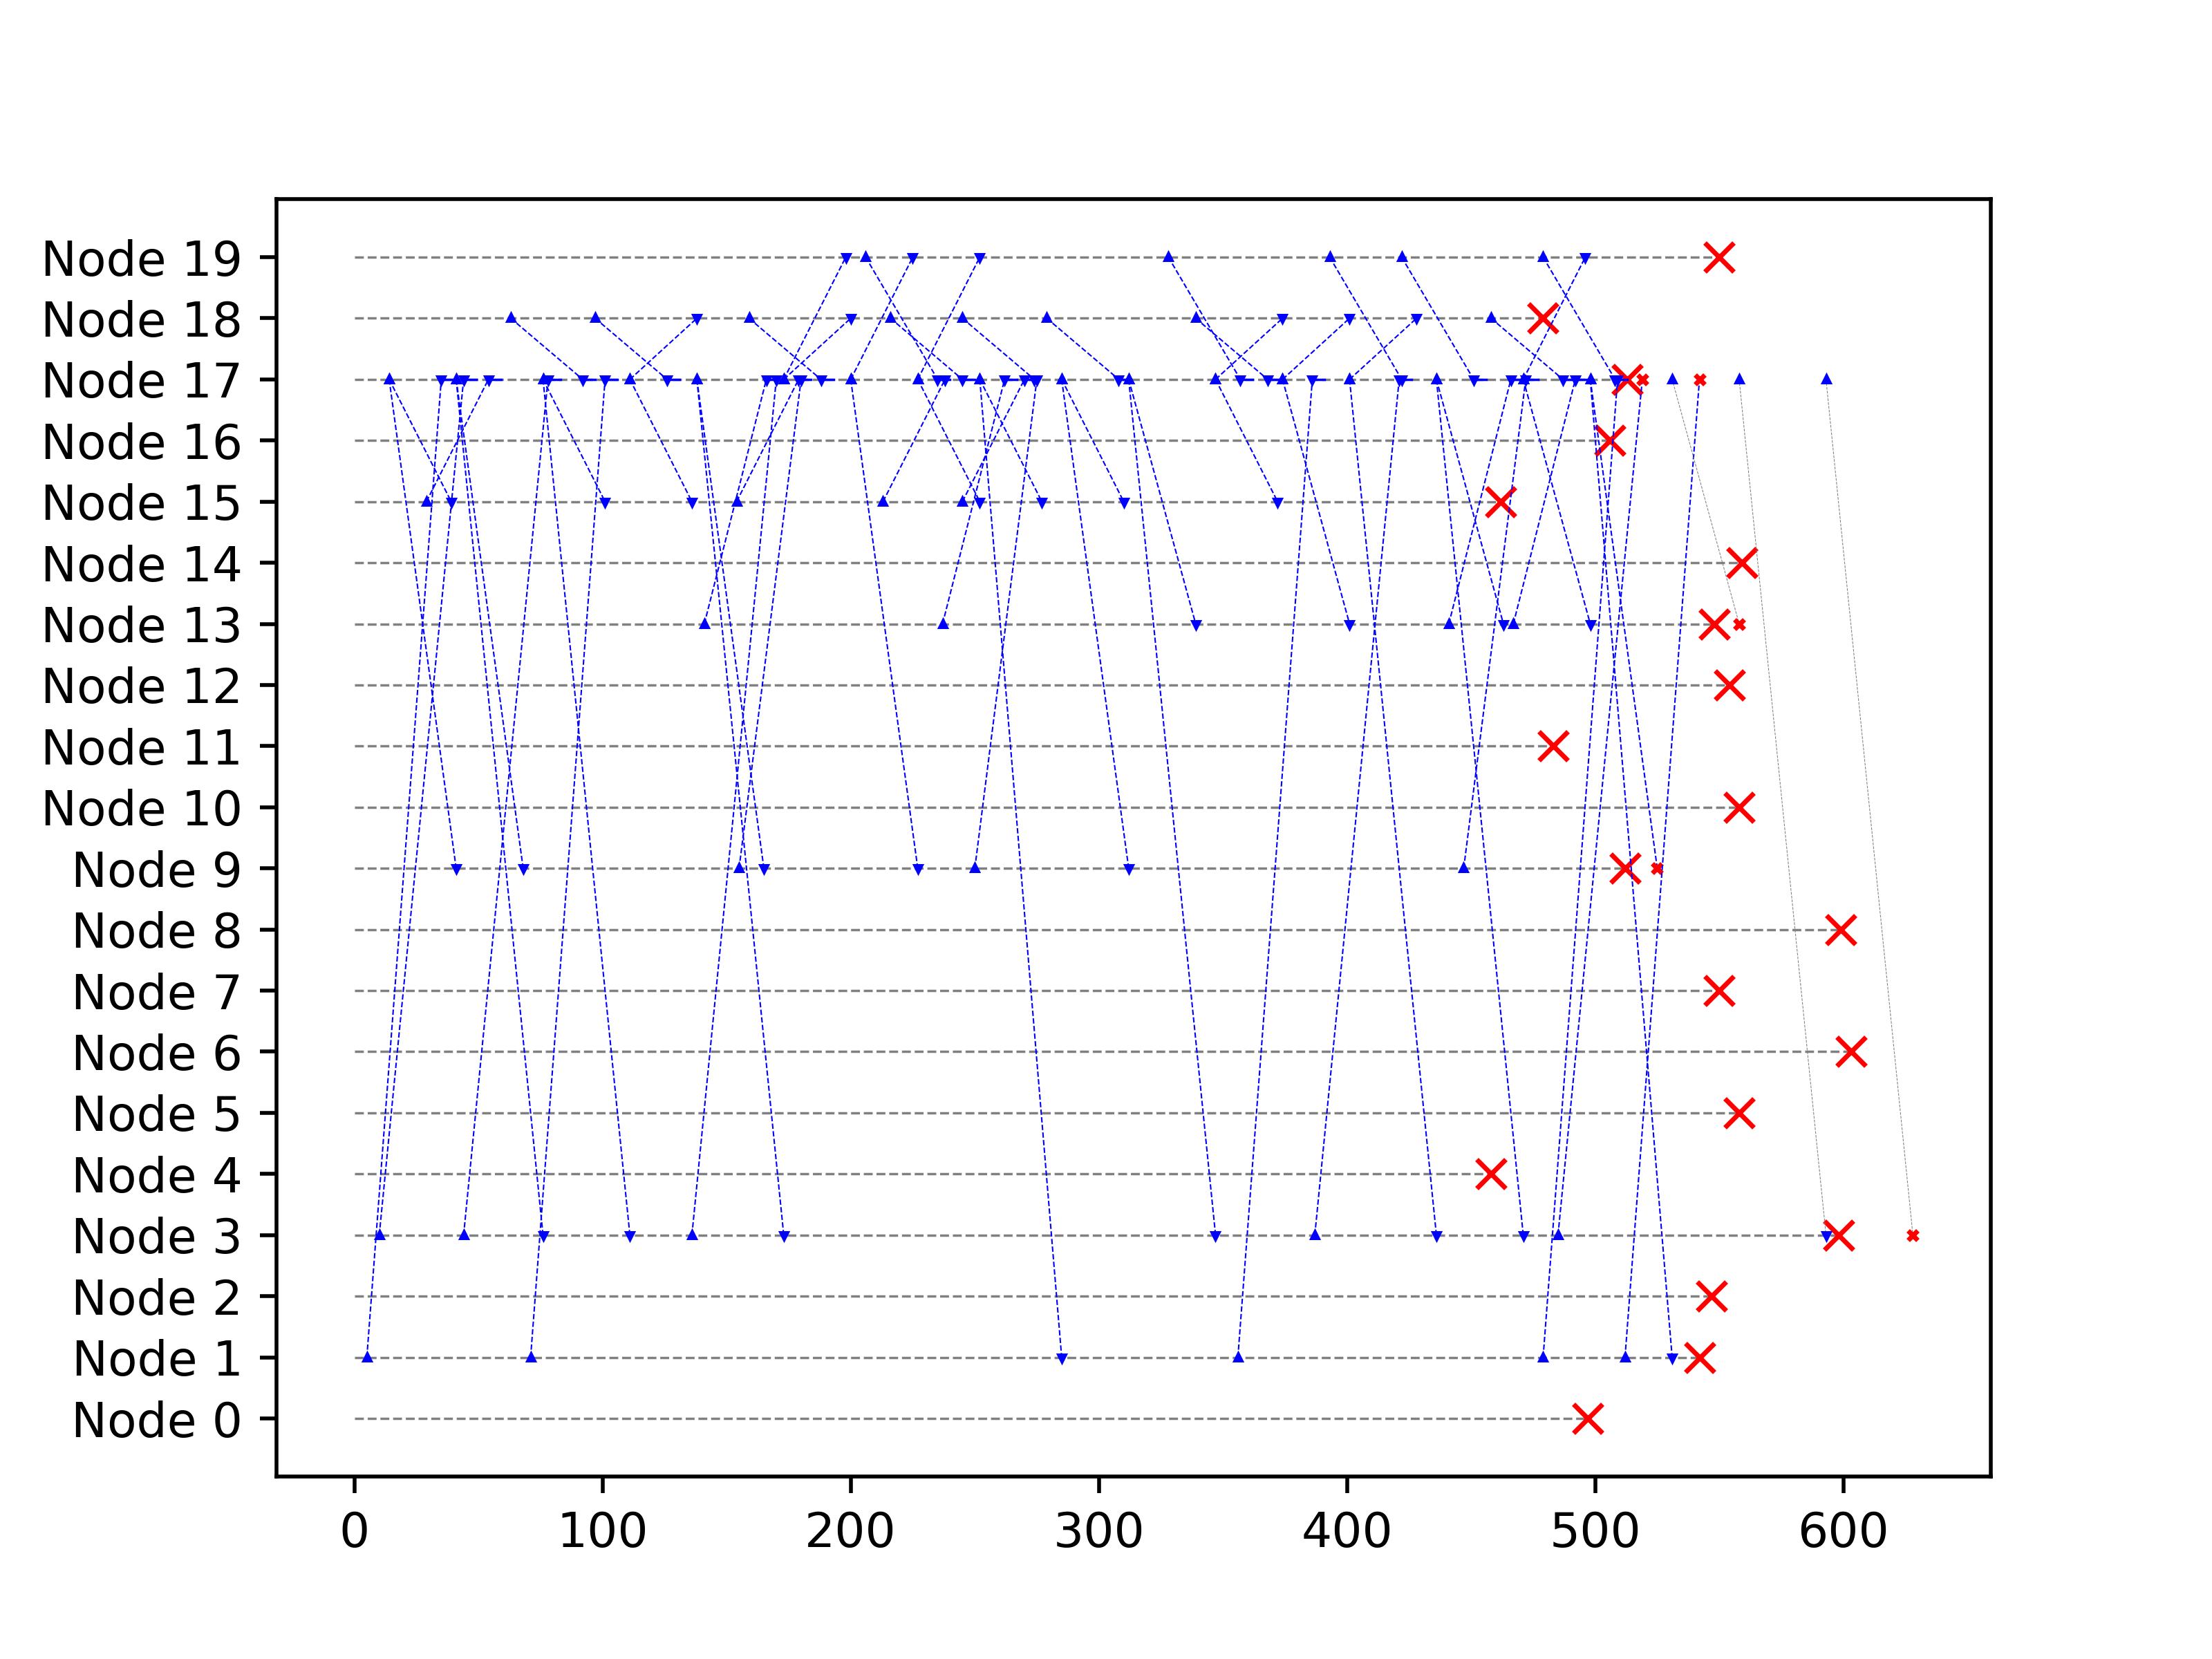 Node 19
Node 18
Node 17
Node 16
Node 15
Node 14
Node 13
Node 12
Node 11
Node 10
Node 9
Node 8
Node 7
Node 6
Node 5
Node 4
Node 3
Node 2
Node 1
Node 0
0 100 200 300 400 500 600